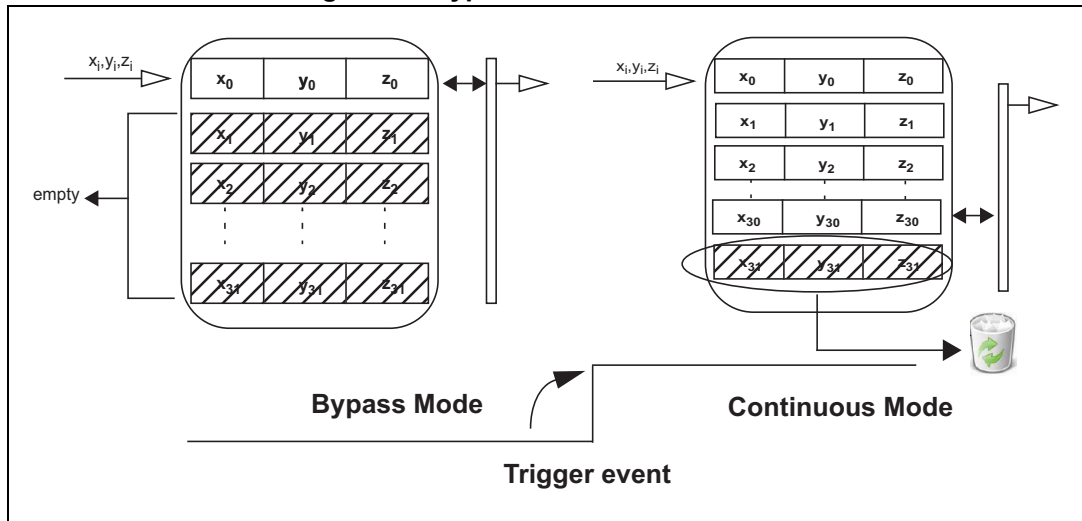 xi,yi,zi
x0 y0 z0
x1 y1 z1
x2 y2 z2
x31 y31 z31
empty
xi,yi,zi
x0 y0 z0
x1 y1 z1
x2 y2 z2
x30 y30 z30
x31 y31 z31
Bypass Mode
Continuous Mode
Trigger event